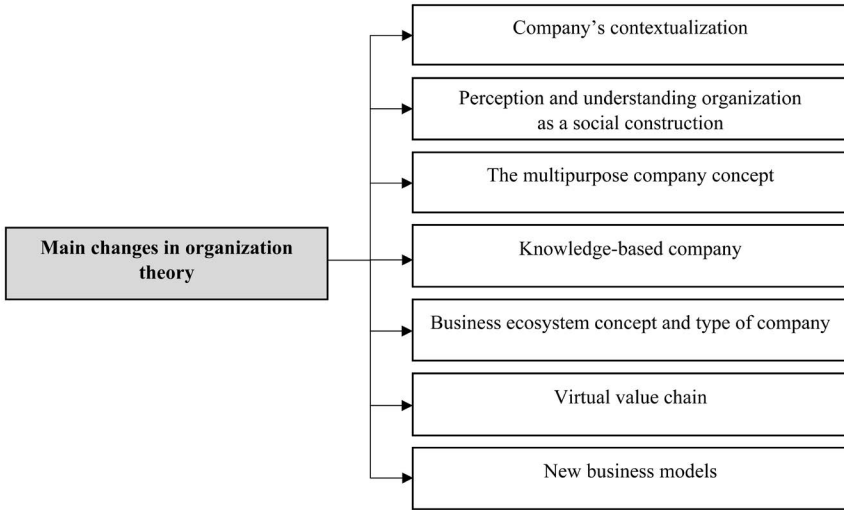 Company’s contextualization
Perception and understanding organization
as a social construction
The multipurpose company concept
Main changes in organization
theory
Knowledge-based company
Business ecosystem concept and type of company
Virtual value chain
New business models